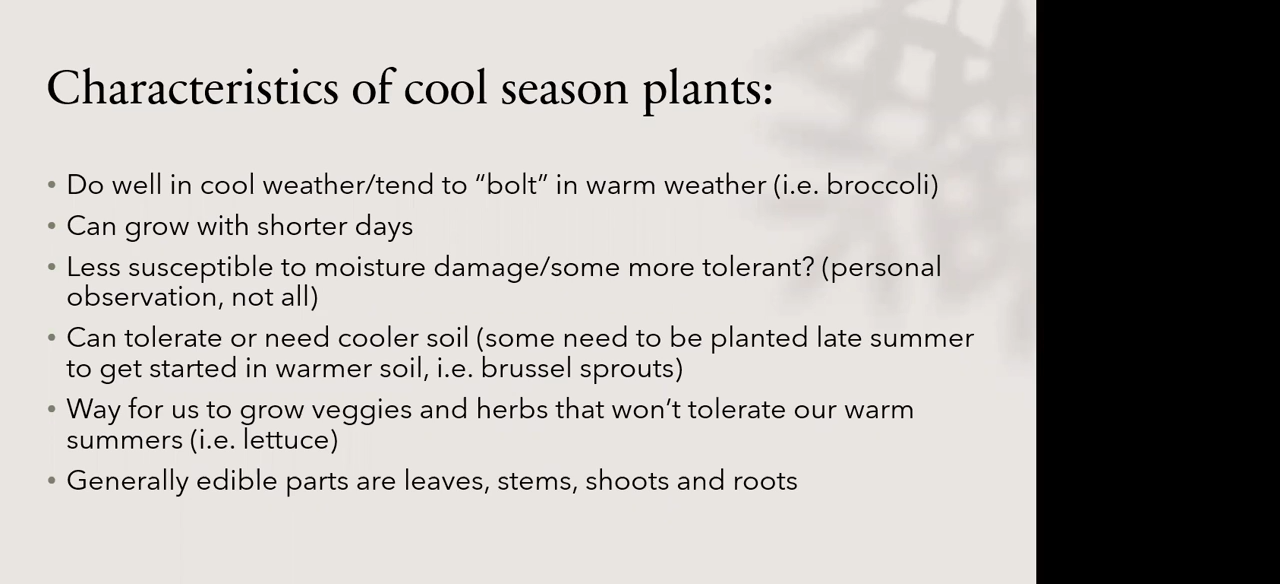 Characteristics of cool season plants:
• Do well in cool weather/tend to “bolt” in warm weather (i.e. broccoli)
• Can grow with shorter days
• Less susceptible to moisture damage/some more tolerant? (personal
observation, not all)
• Can tolerate or need cooler soil (some need to be planted late summer
to get started in warmer soil, i.e. brussel sprouts)
• Way for us to grow veggies and herbs that won’t tolerate our warm
summers (i.e. lettuce)
• Generally edible parts are leaves, stems, shoots and roots